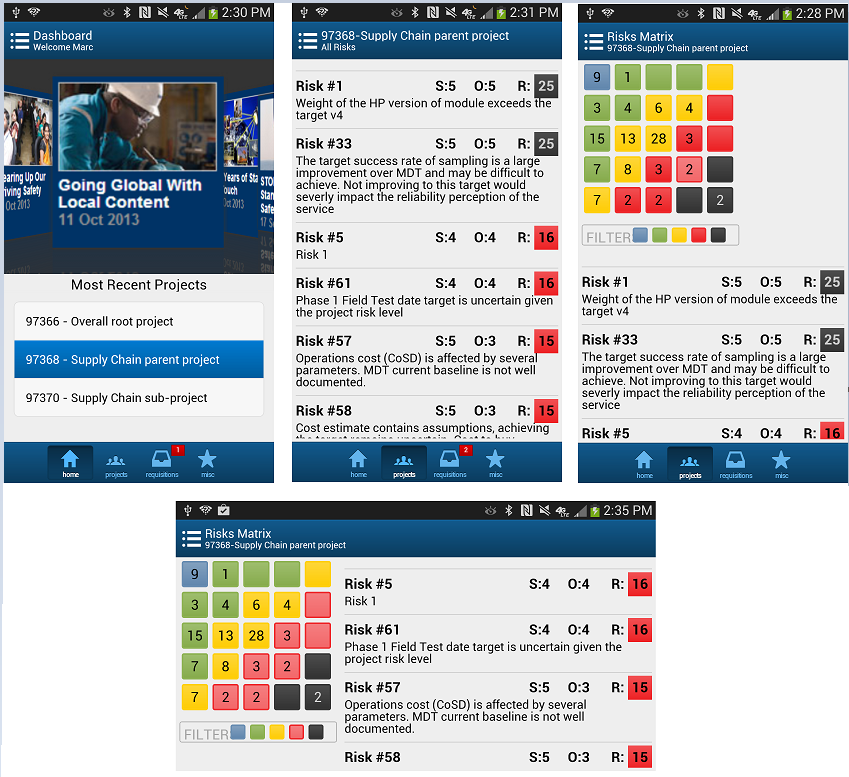 2:30 PM
Dashboard
Welcome Marc
Going Global With
Local Content
11 Oct 2013
earing Up Our
riving Safety
Oct 2013
Years of Sta
ouch
Oct 2013
STO
Stan
Safe
17 S
Most Recent Projects
97366 - Overall root project
97368 - Supply Chain parent project
97370 - Supply Chain sub-project
1
home projects requisitions misc
2:31 PM
97368-Supply Chain parent project
All Risks
Risk #1 S:5 O:5 R: 25
Weight of the HP version of module exceeds the
target v4
Risk #33 S:5 O:5 R: 25
The target success rate of sampling is a large
improvement over MDT and may be difficult to
achieve. Not improving to this target would
severly impact the reliability perception of the
service
Risk #5 S:4 O:4 R: 16
Risk 1
Risk #61 S:4 O:4 R: 16
Phase 1 Field Test date target is uncertain given
the project risk level
Risk #57 S:5 O:3 R: 15
Operations cost (CoSD) is affected by several
parameters. MDT current baseline is not well
documented.
Risk #58 S:5 O:3 R: 15
Cost estimate contains assumptions, achieving
the target remains uncertain. Cost to buy
2
home projects requisitions misc
2:28 PM
Risks Matrix
97368-Supply Chain parent project
9 1
3 4 6 4
15 13 28 3
7 8 3 2
7 2 2 2
FILTER
Risk #1 S:5 O:5 R: 25
Weight of the HP version of module exceeds the
target v4
Risk #33 S:5 O:5 R: 25
The target success rate of sampling is a large
improvement over MDT and may be difficult to
achieve. Not improving to this target would
severly impact the reliability perception of the
service
Risk #5 S:4 O:4 R: 16
home projects requisitions misc
2:35 PM
Risks Matrix
97368-Supply Chain parent project
9 1
3 4 6 4
15 13 28 3
7 8 3 2
7 2 2 2
FILTER
Risk #5 S:4 O:4 R: 16
Risk 1
Risk #61 S:4 O:4 R: 16
Phase 1 Field Test date target is uncertain given the
project risk level
Risk #57 S:5 O:3 R: 15
Operations cost (CoSD) is affected by several
parameters. MDT current baseline is not well
documented.
Risk #58 S:5 O:3 R: 15